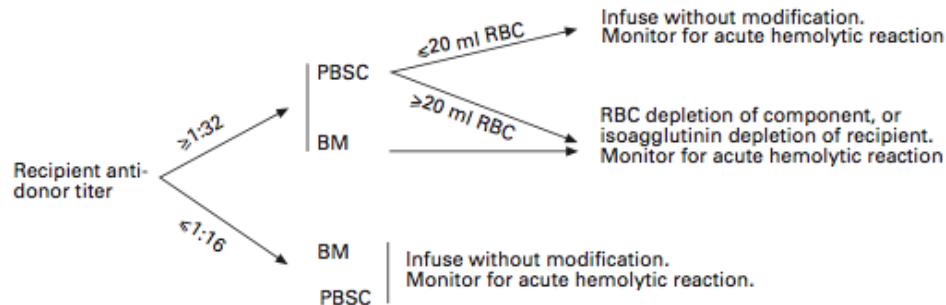 Infuse without modification.
Monitor for acute hemolytic reaction
≤20 ml RBC
PBSC
≥20 ml RBC
RBC depletion of component, or
isoagglutinin depletion of recipient.
Monitor for acute hemolytic reaction
≥1:32
BM
Recipient anti-
donor titer
≤1:16
BM
Infuse without modification.
Monitor for acute hemolytic reaction.
PBSC